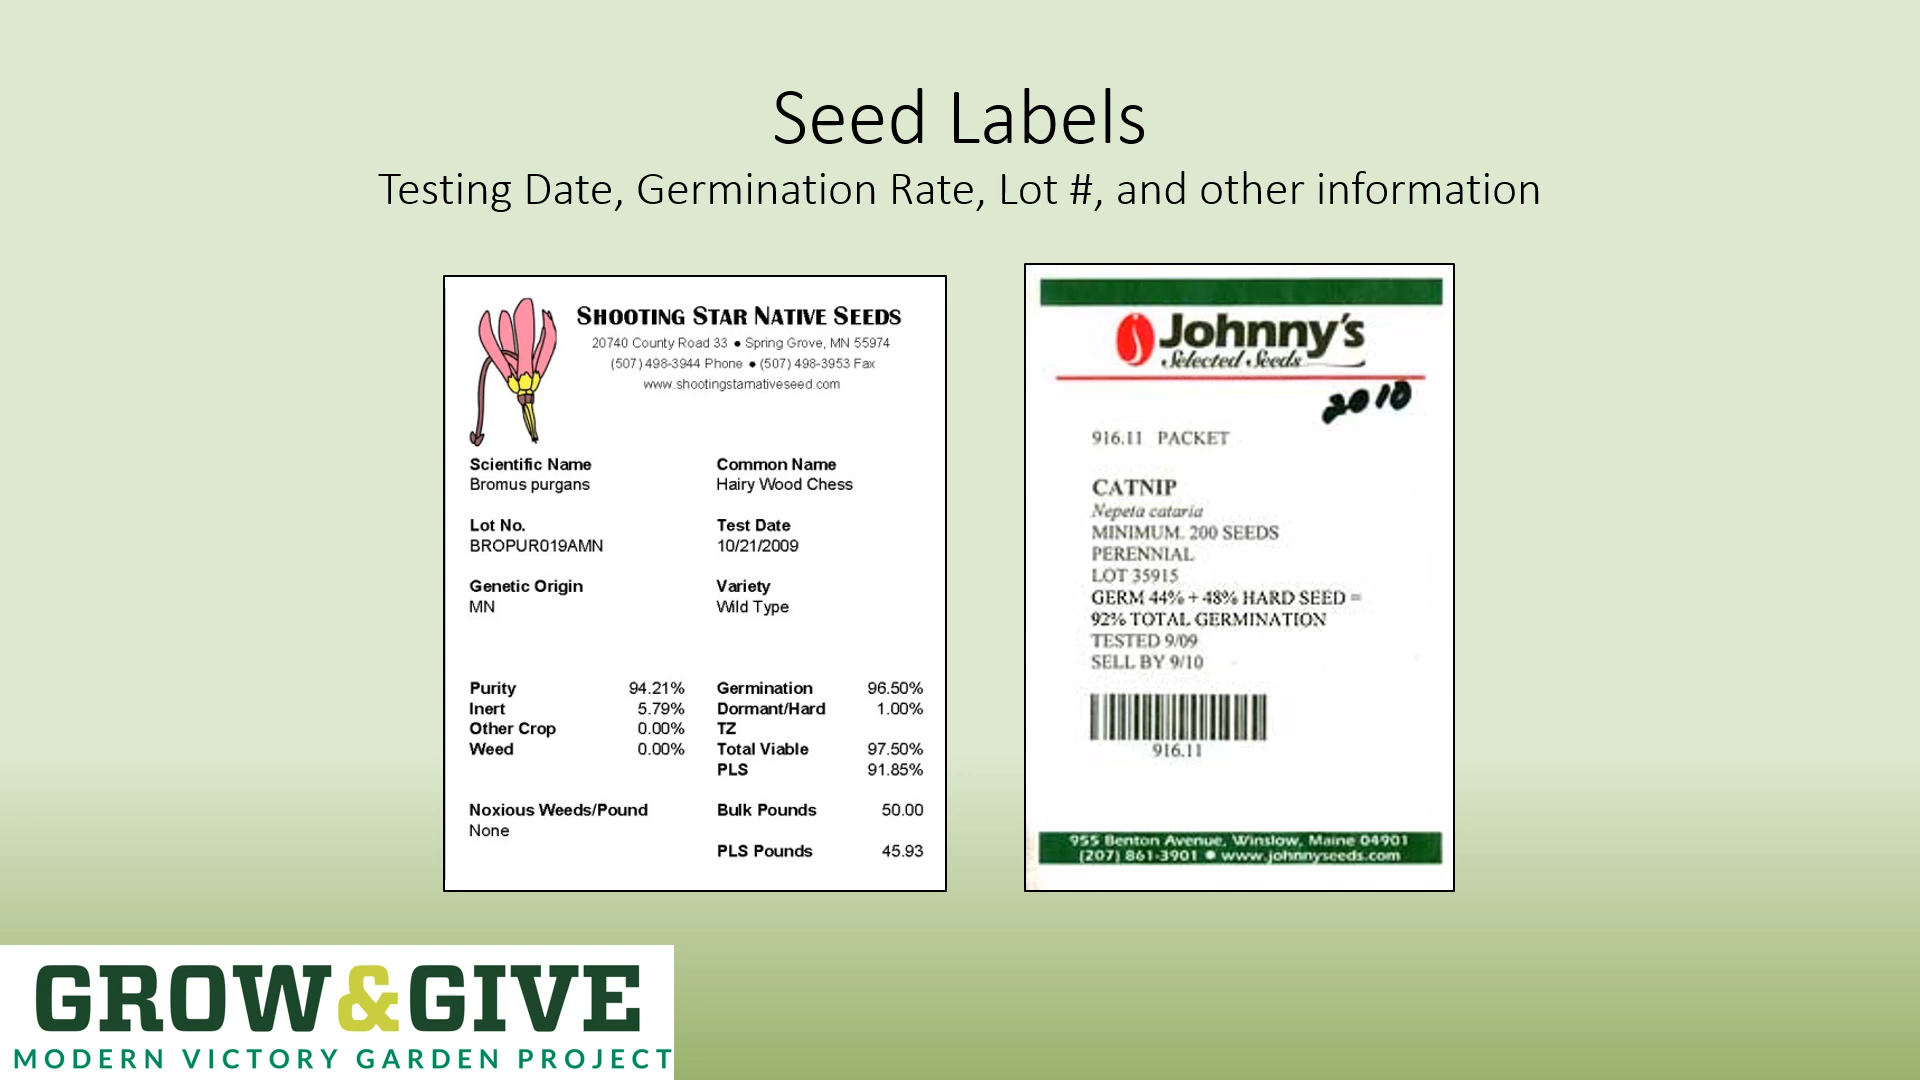 Seed Labels
Testing Date, Germination Rate, Lot #, and other information
SHOOTING STAR NATIVE SEEDS
20740 County Road 33 ● Spring Grove, MN 55974
(507) 498-3944 Phone ● (507) 498-3953 Fax
www.shootingstarnativeseed.com
Scientific Name Common Name
Bromus purgans Hairy Wood Chess
Lot No. Test Date
BROPUR019AMN 10/21/2009
Genetic Origin Variety
MN Wild Type
Purity 94.21% Germination 96.50%
Inert 5.79% Dormant/Hard 1.00%
Other Crop 0.00% TZ
Weed 0.00% Total Viable 97.50%
PLS 91.85%
Noxious Weeds/Pound Bulk Pounds 50.00
None
PLS Pounds 45.93
Johnny's
Selected Seeds
2010
916.11 PACKET
CATNIP
Nepeta cataria
MINIMUM. 200 SEEDS
PERENNIAL
LOT 35915
GERM 44% + 48% HARD SEED =
92% TOTAL GERMINATION
TESTED 9/09
SELL BY 9/10
916.11
955 Benton Avenue, Winslow, Maine 04901
(207) 861-3901 ● www.johnnyseeds.com
GROW&GIVE
MODERN VICTORY GARDEN PROJECT